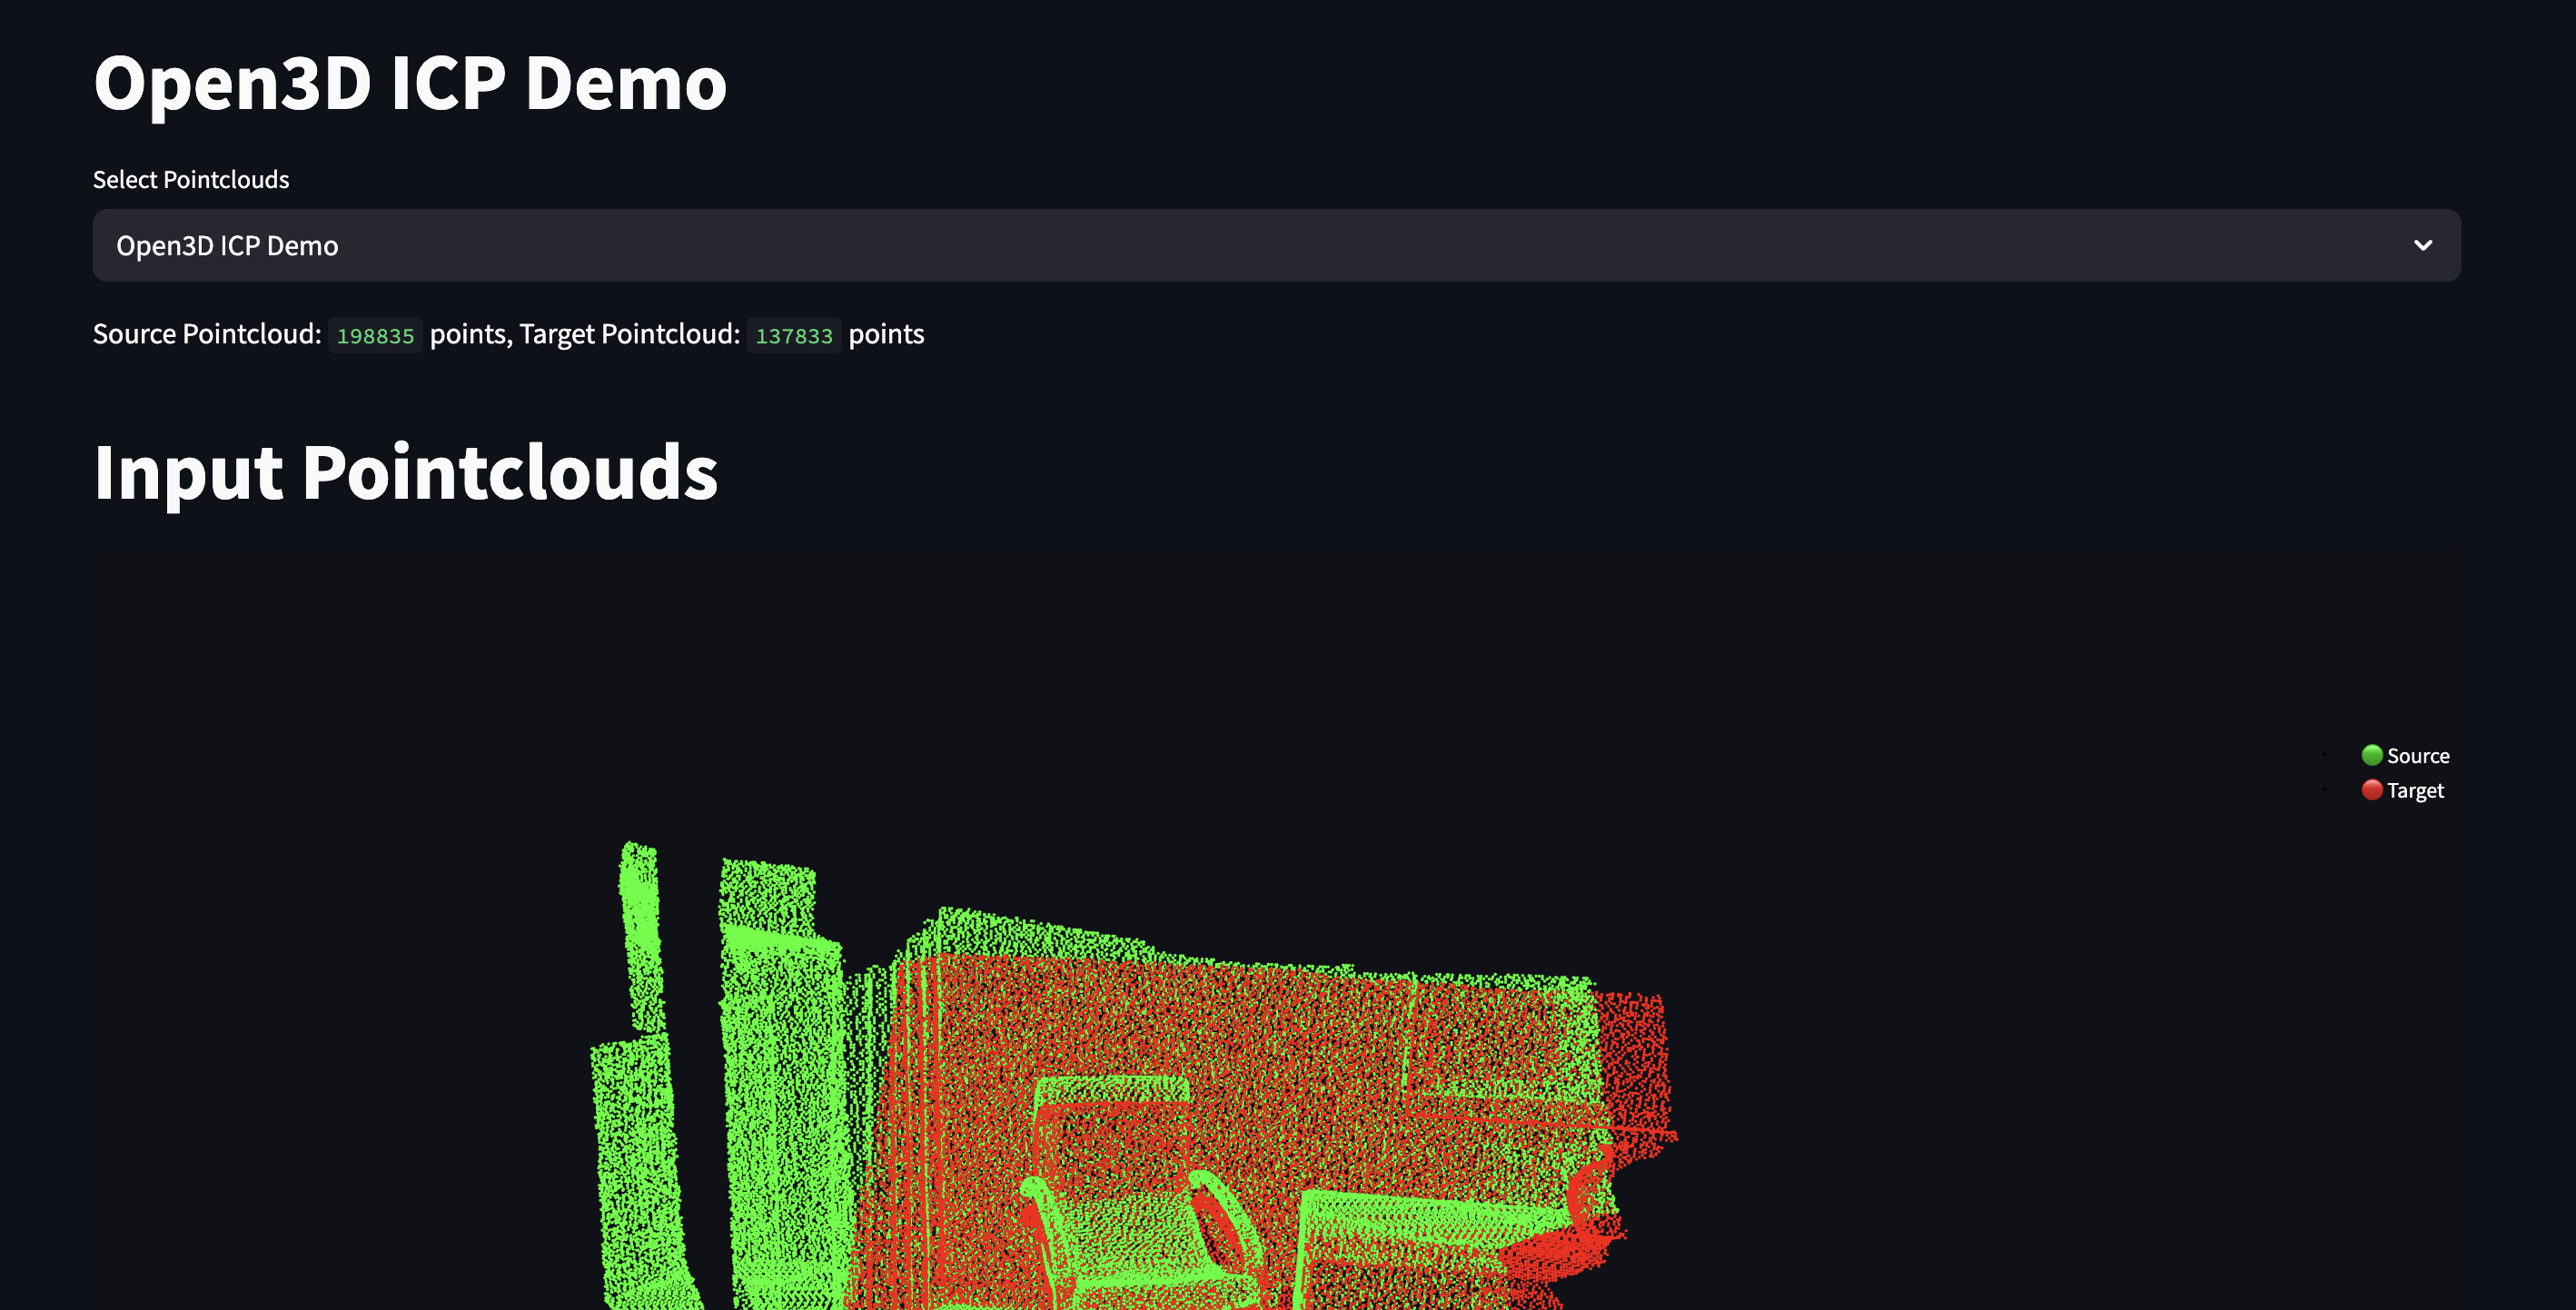 Open3D ICP Demo
Select Pointclouds
Open3D ICP Demo
Source Pointcloud: 198835 points, Target Pointcloud: 137833 points
Input Pointclouds
Source
Target